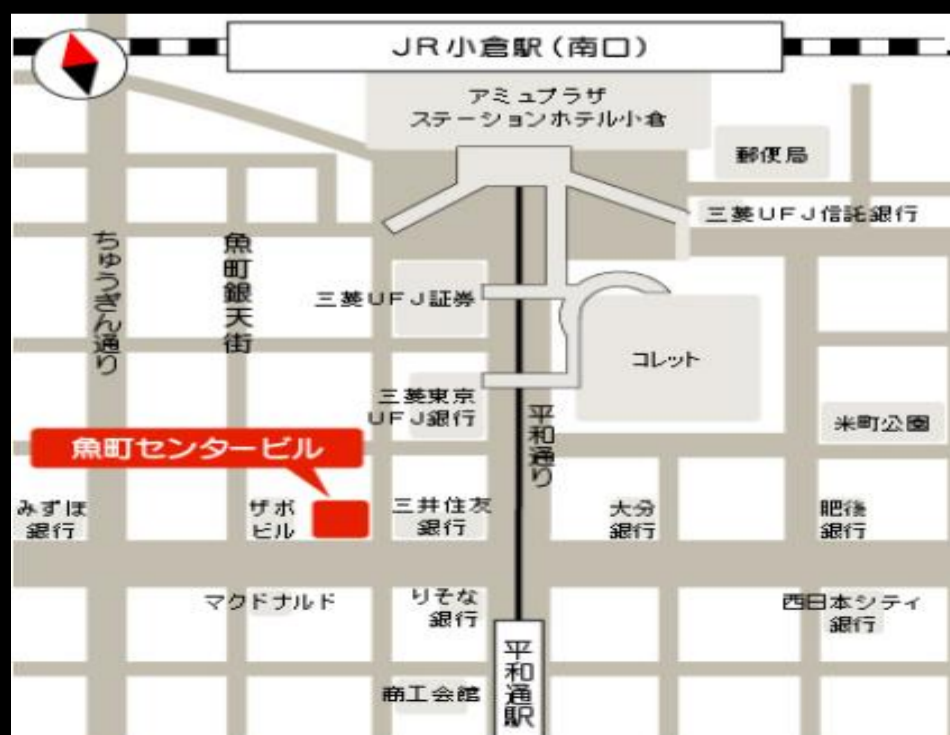 JR小倉駅(南口)
アミュプラザ
ステーションホテル小倉
郵便局
三菱UFJ信託銀行
ちゅうぎん通り
魚町銀天街
三菱UFJ証券
コレット
三菱東京
UFJ銀行
平和通り
米町公園
魚町センタービル
みずほ
銀行
ザボ
ビル
三井住友
銀行
大分
銀行
肥後
銀行
マクドナルド
りそな
銀行
西日本シティ
銀行
平和通駅
商工会館